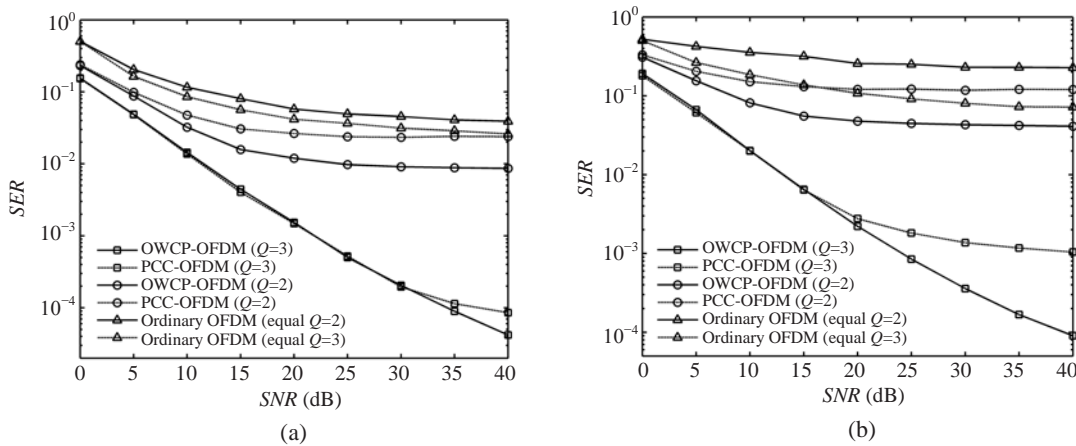 10^0
10^-1
10^-2
10^-3
10^-4
SER
OWCP-OFDM (Q=3)
PCC-OFDM (Q=3)
OWCP-OFDM (Q=2)
PCC-OFDM (Q=2)
Ordinary OFDM (equal Q=2)
Ordinary OFDM (equal Q=3)
0 5 10 15 20 25 30 35 40
SNR (dB)
(a)
10^0
10^-1
10^-2
10^-3
10^-4
SER
OWCP-OFDM (Q=3)
PCC-OFDM (Q=3)
OWCP-OFDM (Q=2)
PCC-OFDM (Q=2)
Ordinary OFDM (equal Q=2)
Ordinary OFDM (equal Q=3)
0 5 10 15 20 25 30 35 40
SNR (dB)
(b)